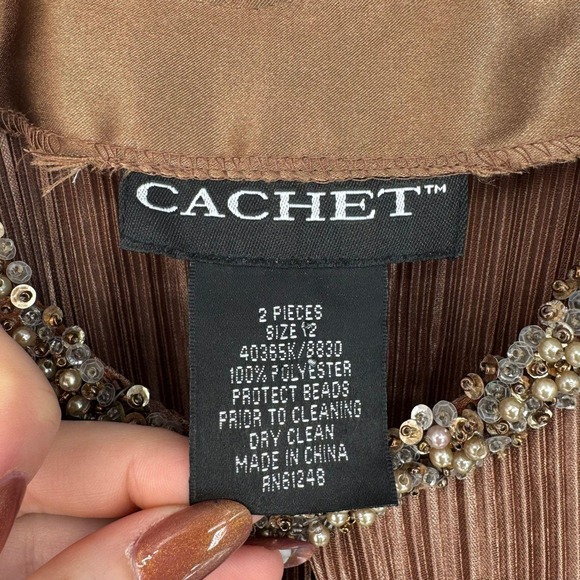 CACHET™
2 PIECES
SIZE 12
40365K/8830
100% POLYESTER
PROTECT BEADS
PRIOR TO CLEANING
DRY CLEAN
MADE IN CHINA
RN61248